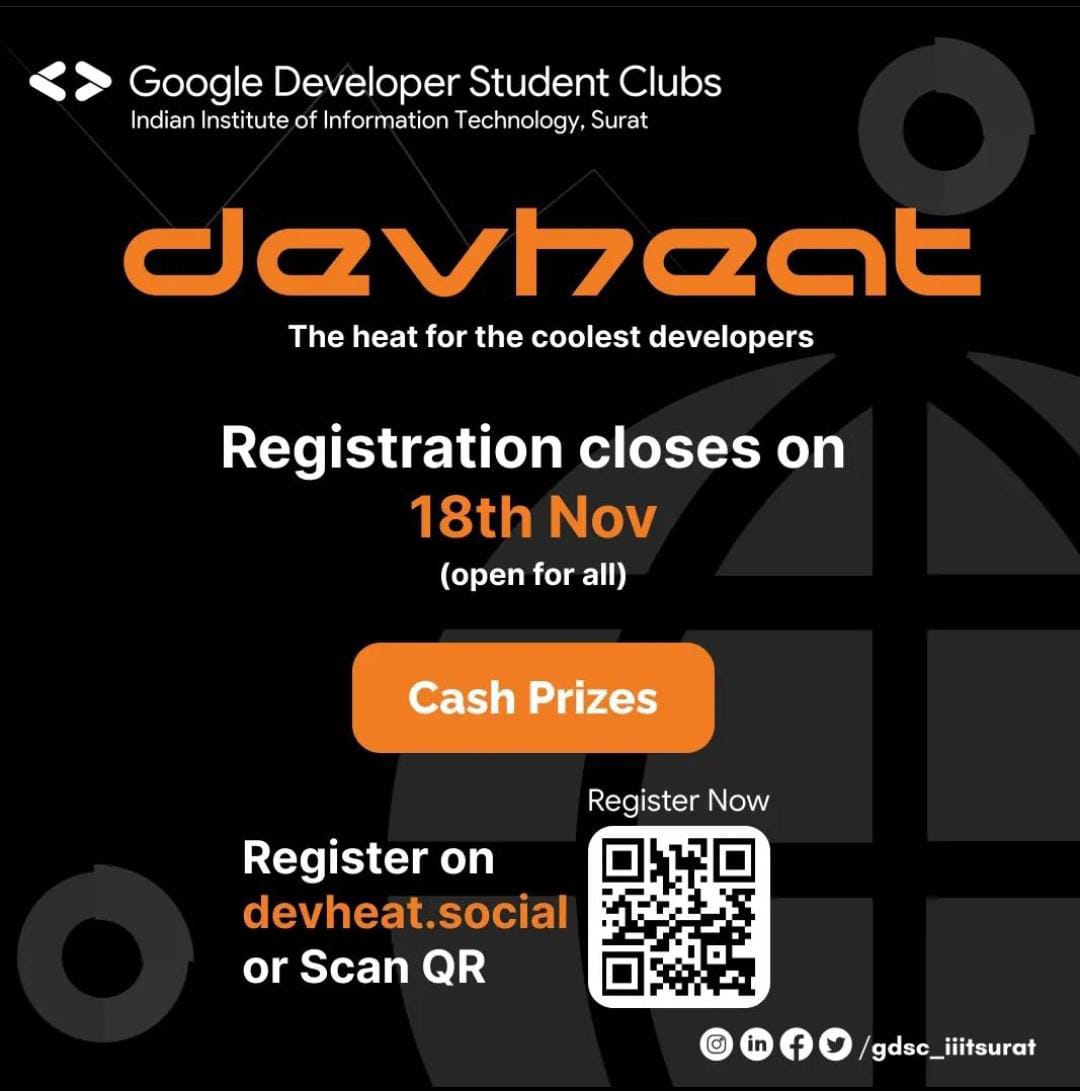 Google Developer Student Clubs
Indian Institute of Information Technology, Surat
devheat
The heat for the coolest developers
Registration closes on
18th Nov
(open for all)
Cash Prizes
Register Now
Register on
devheat.social
or Scan QR
/gdsc_iiitsurat